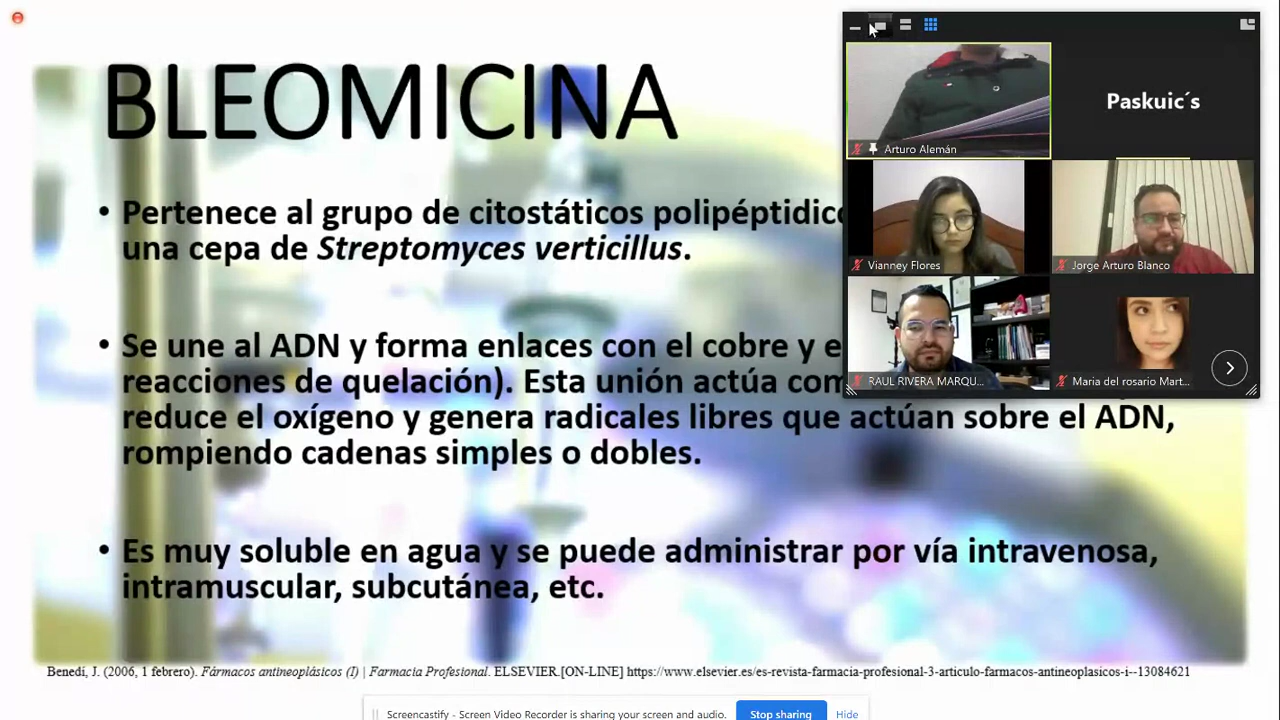 BLEOMICINA
• Pertenece al grupo de citostáticos polipéptidic
una cepa de Streptomyces verticillus.
• Se une al ADN y forma enlaces con el cobre y e
reacciones de quelación). Esta unión actúa com
reduce el oxígeno y genera radicales libres que actúan sobre el ADN,
rompiendo cadenas simples o dobles.
• Es muy soluble en agua y se puede administrar por vía intravenosa,
intramuscular, subcutánea, etc.
Benedí, J. (2006, 1 febrero). Fármacos antineoplásicos (I) | Farmacia Profesional. ELSEVIER.[ON-LINE] https://www.elsevier.es/es-revista-farmacia-profesional-3-articulo-farmacos-antineoplasicos-i--13084621
Arturo Alemán
Paskuic´s
Vianney Flores
Jorge Arturo Blanco
RAUL RIVERA MARQU...
Maria del rosario Mart...
Screencastify - Screen Video Recorder is sharing your screen and audio.
Stop sharing
Hide